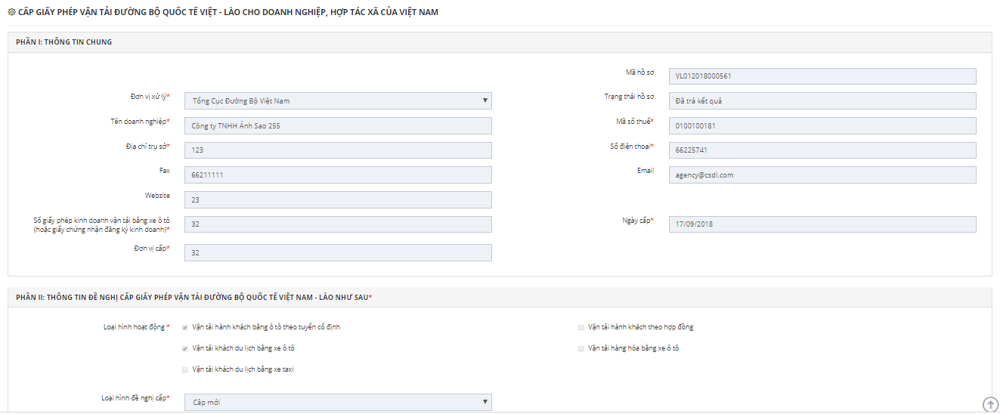 CẤP GIẤY PHÉP VẬN TẢI ĐƯỜNG BỘ QUỐC TẾ VIỆT - LÀO CHO DOANH NGHIỆP, HỢP TÁC XÃ CỦA VIỆT NAM
PHẦN I: THÔNG TIN CHUNG
Mã hồ sơ VL012018000561
Đơn vị xử lý* Tổng Cục Đường Bộ Việt Nam Trạng thái hồ sơ Đã trả kết quả
Tên doanh nghiệp* Công ty TNHH Ánh Sao 255 Mã số thuế* 0100100181
Địa chỉ trụ sở* 123 Số điện thoại* 66225741
Fax 66211111 Email agency@csdl.com
Website 23
Số giấy phép kinh doanh vận tải bằng xe ô tô
(hoặc giấy chứng nhận đăng ký kinh doanh)* 32 Ngày cấp* 17/09/2018
Đơn vị cấp* 32
PHẦN II: THÔNG TIN ĐỀ NGHỊ CẤP GIẤY PHÉP VẬN TẢI ĐƯỜNG BỘ QUỐC TẾ VIỆT NAM - LÀO NHƯ SAU*
Loại hình hoạt động * Vận tải hành khách bằng ô tô theo tuyến cố định Vận tải hành khách theo hợp đồng
Vận tải khách du lịch bằng xe ô tô Vận tải hàng hóa bằng xe ô tô
Vận tải khách du lịch bằng xe taxi
Loại hình đề nghị cấp* Cấp mới